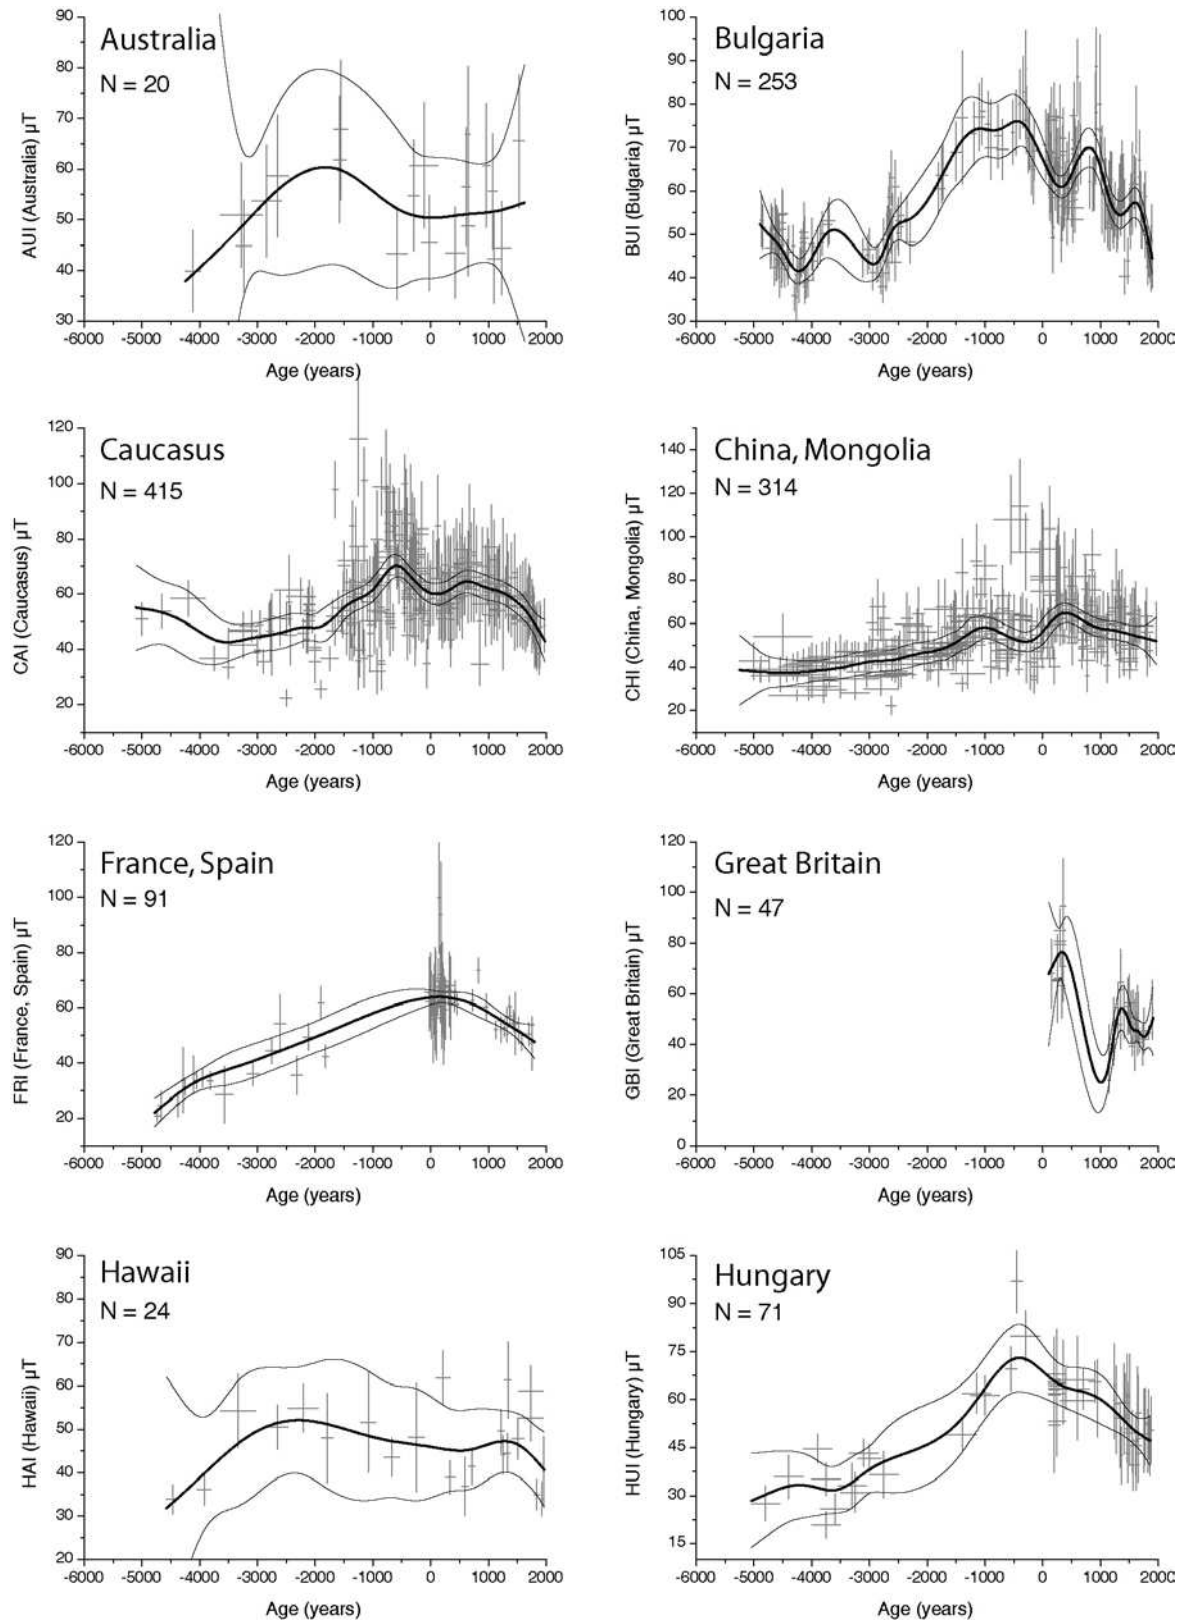 Australia
N = 20
AUI (Australia) μT
90
80
70
60
50
40
30
-6000 -5000 -4000 -3000 -2000 -1000 0 1000 2000
Age (years)
Bulgaria
N = 253
BUI (Bulgaria) μT
100
90
80
70
60
50
40
30
-6000 -5000 -4000 -3000 -2000 -1000 0 1000 2000
Age (years)
Caucasus
N = 415
CAI (Caucasus) μT
120
100
80
60
40
20
-6000 -5000 -4000 -3000 -2000 -1000 0 1000 2000
Age (years)
China, Mongolia
N = 314
CHI (China, Mongolia) μT
140
120
100
80
60
40
20
-6000 -5000 -4000 -3000 -2000 -1000 0 1000 2000
Age (years)
France, Spain
N = 91
FRI (France, Spain) μT
120
100
80
60
40
20
-6000 -5000 -4000 -3000 -2000 -1000 0 1000 2000
Age (years)
Great Britain
N = 47
GBI (Great Britain) μT
120
100
80
60
40
20
0
-6000 -5000 -4000 -3000 -2000 -1000 0 1000 2000
Age (years)
Hawaii
N = 24
HAI (Hawaii) μT
90
80
70
60
50
40
30
20
-6000 -5000 -4000 -3000 -2000 -1000 0 1000 2000
Age (years)
Hungary
N = 71
HUI (Hungary) μT
105
90
75
60
45
30
15
-6000 -5000 -4000 -3000 -2000 -1000 0 1000 2000
Age (years)